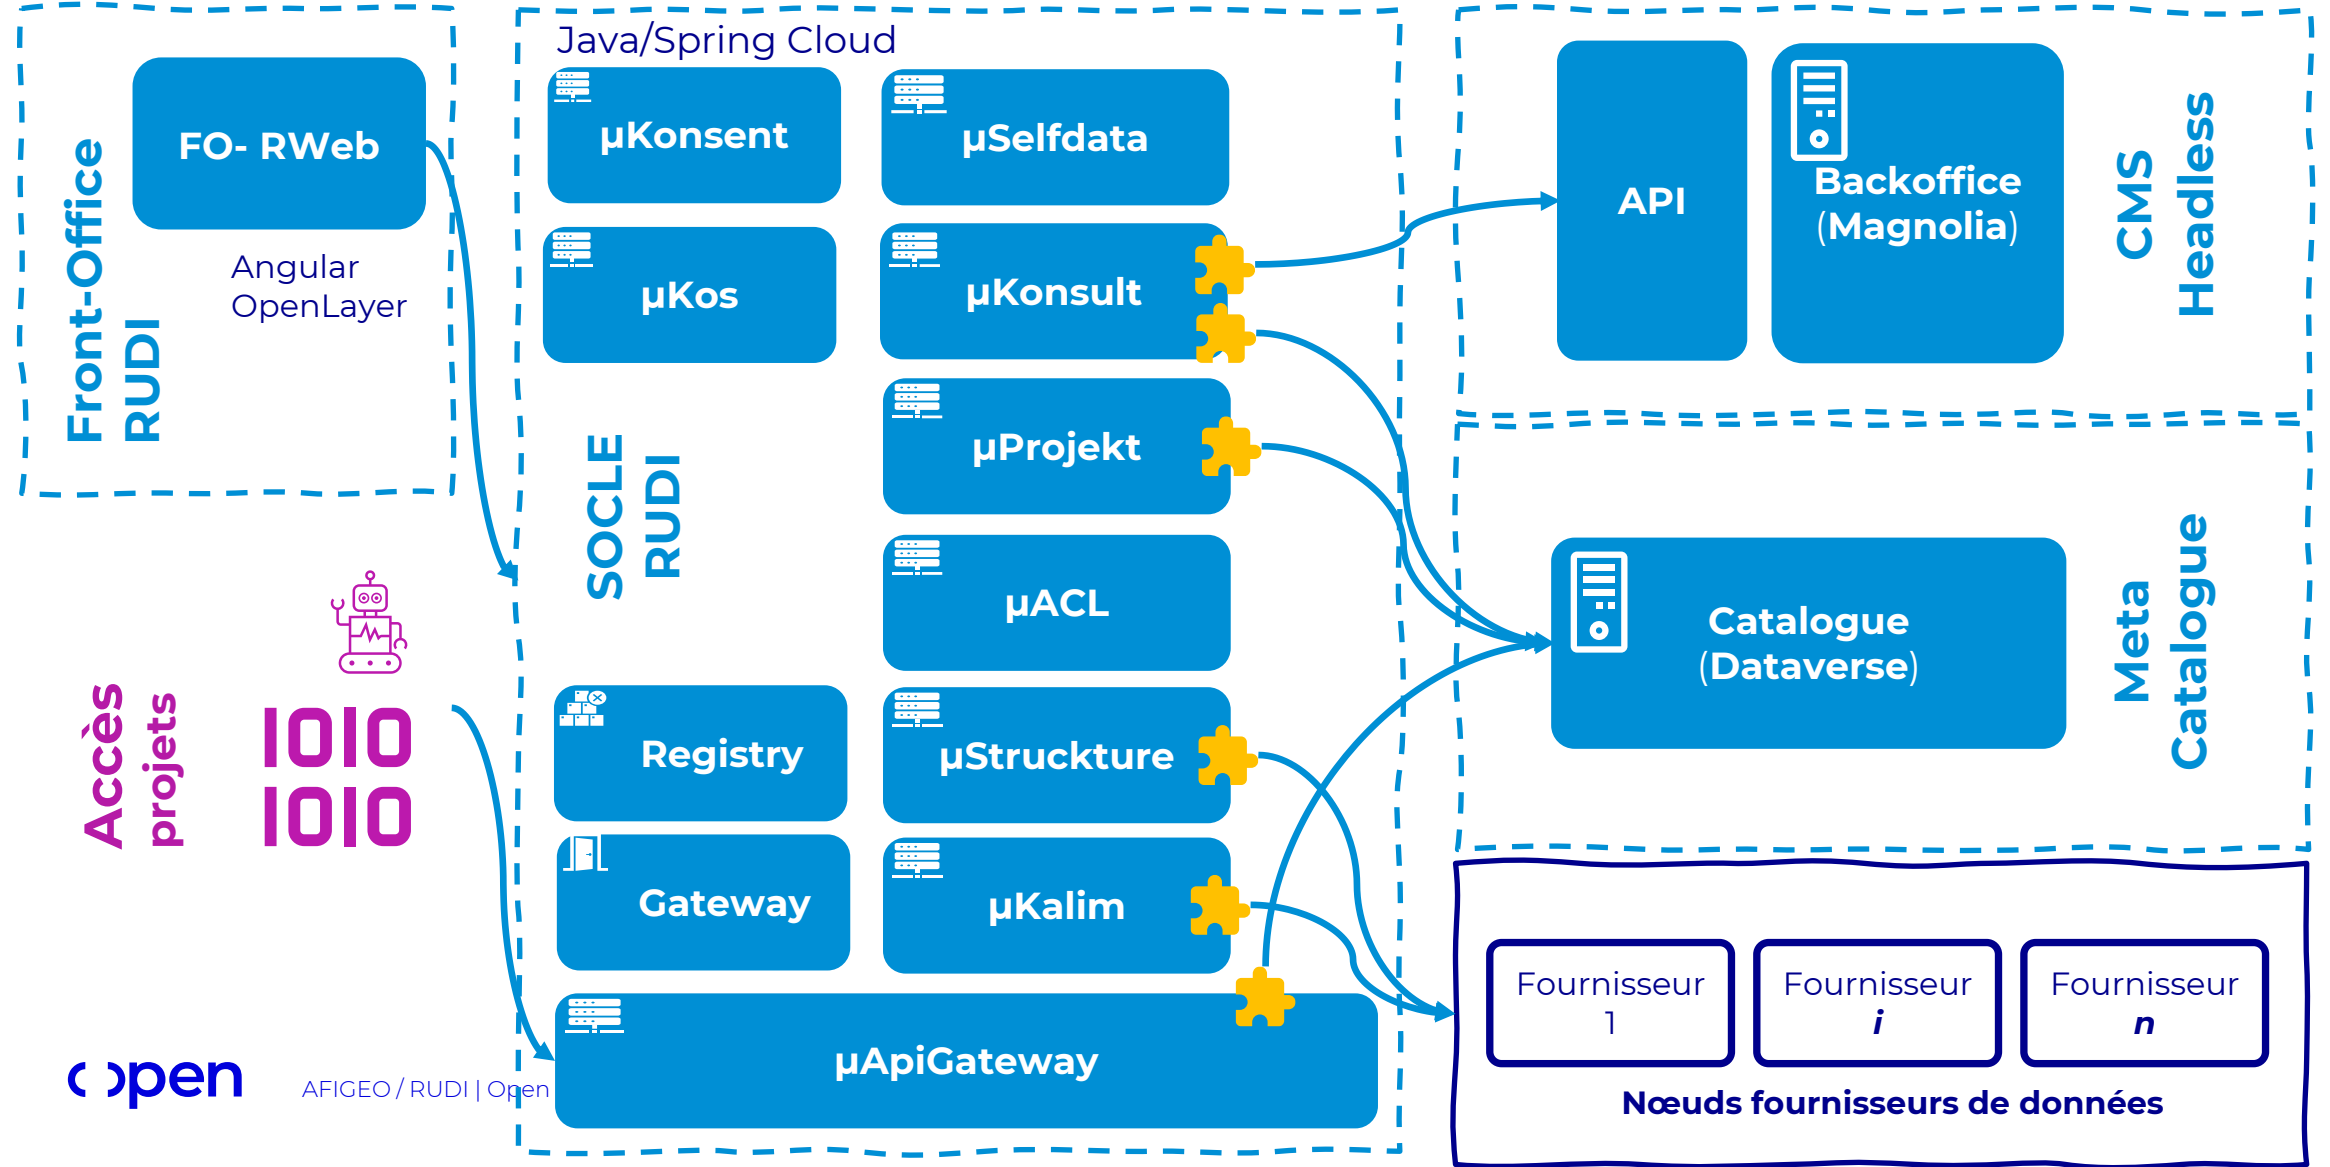 Front-Office
RUDI
FO- RWeb
Angular
OpenLayer
Accès
projets
IOIO
IOIO
open
AFIGEO / RUDI | Open
Java/Spring Cloud
SOCLE
RUDI
µKonsent
µSelfdata
µKos
µKonsult
µProjekt
µACL
Registry
µStruckture
Gateway
µKalim
µApiGateway
API
Backoffice
(Magnolia)
CMS
Headless
Catalogue
(Dataverse)
Meta
Catalogue
Fournisseur
1
Fournisseur
i
Fournisseur
n
Nœuds fournisseurs de données